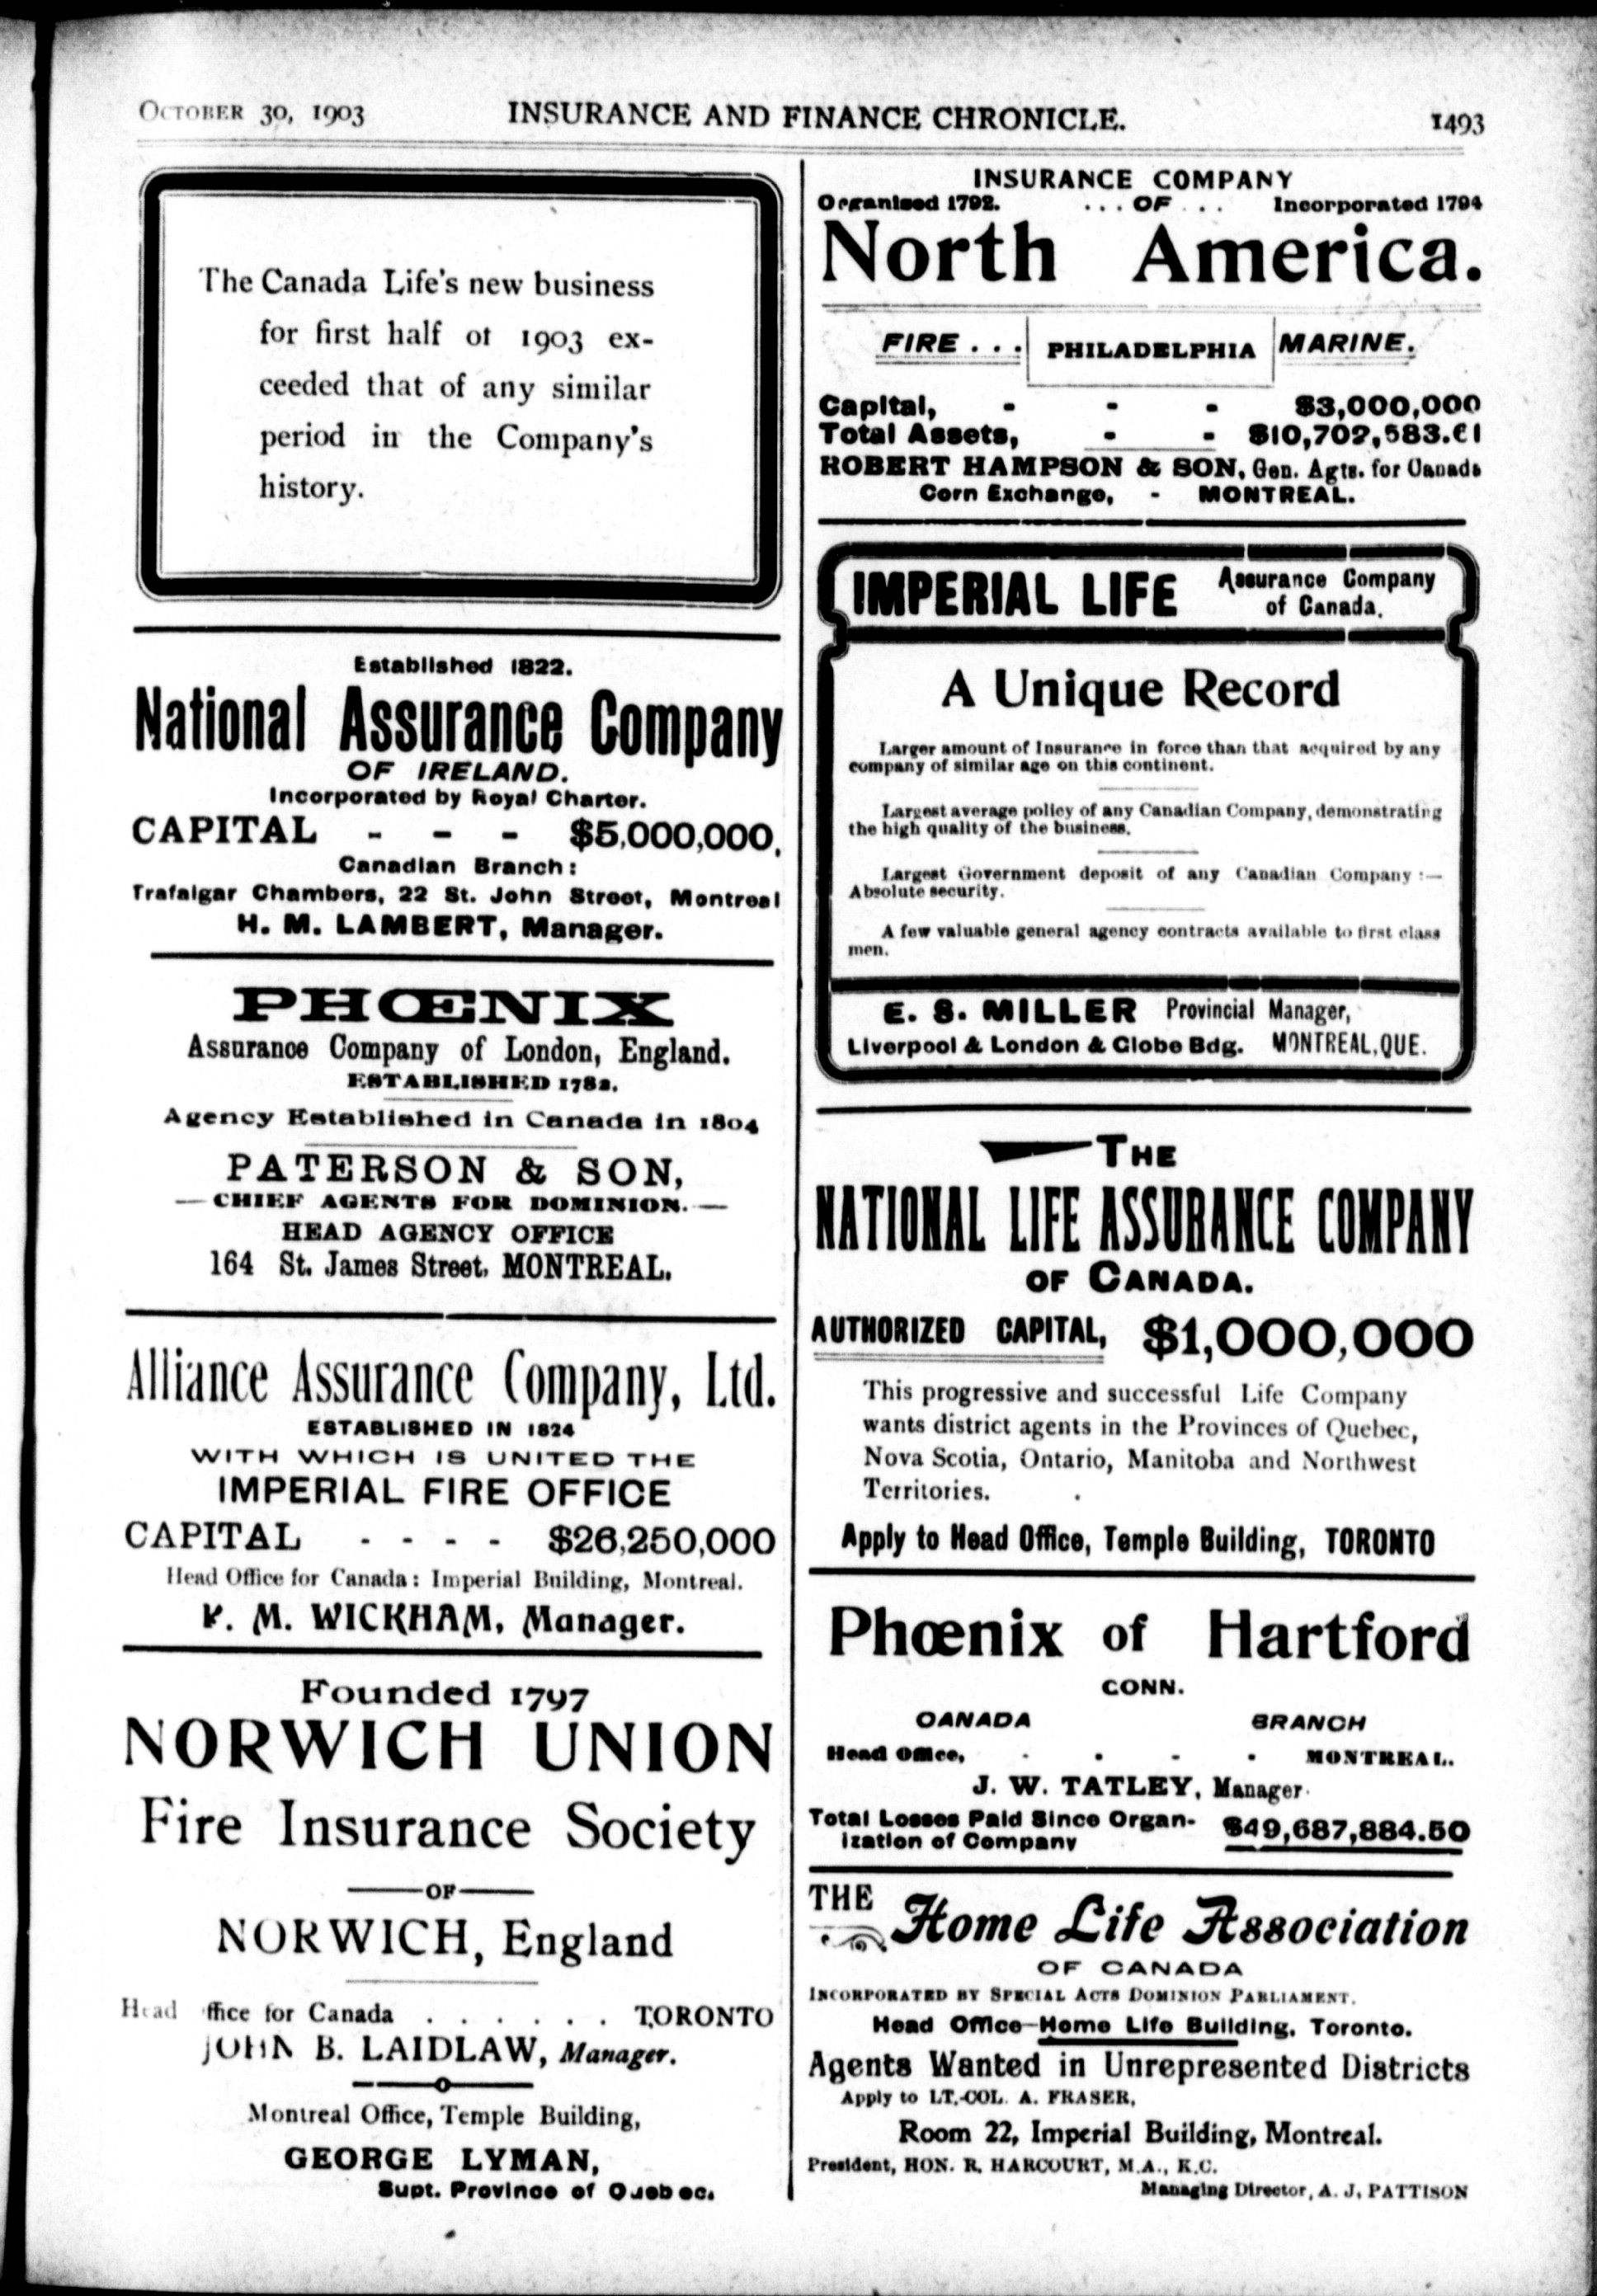 OCTOBER 30, 1903 INSURANCE AND FINANCE CHRONICLE. 1493
The Canada Life's new business
for first half of 1903 ex-
ceeded that of any similar
period in the Company's
history.
Established 1822.
National Assurance Company
OF IRELAND.
Incorporated by Royal Charter.
CAPITAL - - - $5,000,000.
Canadian Branch:
Trafalgar Chambers, 22 St. John Street, Montreal
H. M. LAMBERT, Manager.
PHŒNIX
Assurance Company of London, England.
ESTABLISHED 1782.
Agency Established in Canada in 1804
PATERSON & SON,
— CHIEF AGENTS FOR DOMINION. —
HEAD AGENCY OFFICE
164 St. James Street, MONTREAL.
Alliance Assurance Company, Ltd.
ESTABLISHED IN 1824
WITH WHICH IS UNITED THE
IMPERIAL FIRE OFFICE
CAPITAL - - - - $26,250,000
Head Office for Canada: Imperial Building, Montreal.
M. WICKHAM, Manager.
Founded 1797
NORWICH UNION
Fire Insurance Society
—OF—
NORWICH, England
Head Office for Canada . . . . . . TORONTO
JOHN B. LAIDLAW, Manager.
Montreal Office, Temple Building,
GEORGE LYMAN,
Supt. Province of Quebec.
INSURANCE COMPANY
Organised 1792. ... OF ... Incorporated 1794
North America.
FIRE ... PHILADELPHIA MARINE.
Capital, - - - $3,000,000
Total Assets, - - $10,702,583.61
ROBERT HAMPSON & SON, Gen. Agts. for Canada
Corn Exchange, - MONTREAL.
IMPERIAL LIFE Assurance Company
of Canada.
A Unique Record
Larger amount of Insurance in force than that acquired by any
company of similar age on this continent.
Largest average policy of any Canadian Company, demonstrating
the high quality of the business.
Largest Government deposit of any Canadian Company :—
Absolute security.
A few valuable general agency contracts available to first class
men.
E. S. MILLER Provincial Manager,
Liverpool & London & Globe Bdg. MONTREAL, QUE.
THE
NATIONAL LIFE ASSURANCE COMPANY
OF CANADA.
AUTHORIZED CAPITAL, $1,000,000
This progressive and successful Life Company
wants district agents in the Provinces of Quebec,
Nova Scotia, Ontario, Manitoba and Northwest
Territories.
Apply to Head Office, Temple Building, TORONTO
Phœnix of Hartford
CONN.
CANADA BRANCH
Head Office, - - - - MONTREAL.
J. W. TATLEY, Manager.
Total Losses Paid Since Organ-
ization of Company $49,687,884.50
THE Home Life Association
OF CANADA
INCORPORATED BY SPECIAL ACTS DOMINION PARLIAMENT.
Head Office—Home Life Building, Toronto.
Agents Wanted in Unrepresented Districts
Apply to LT.-COL. A. FRASER,
Room 22, Imperial Building, Montreal.
President, HON. R. HARCOURT, M.A., K.C.
Managing Director, A. J. PATTISON